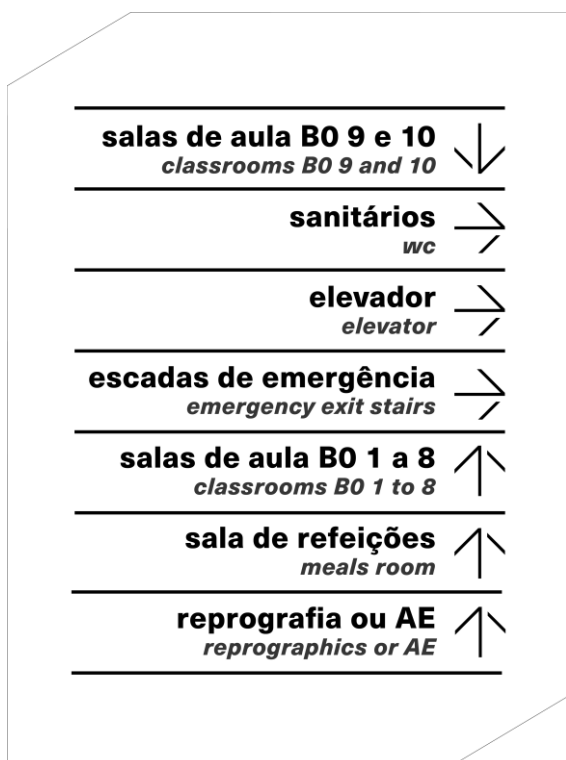 salas de aula B0 9 e 10
classrooms B0 9 and 10
sanitários
wc
elevador
elevator
escadas de emergência
emergency exit stairs
salas de aula B0 1 a 8
classrooms B0 1 to 8
sala de refeições
meals room
reprografia ou AE
reprographics or AE